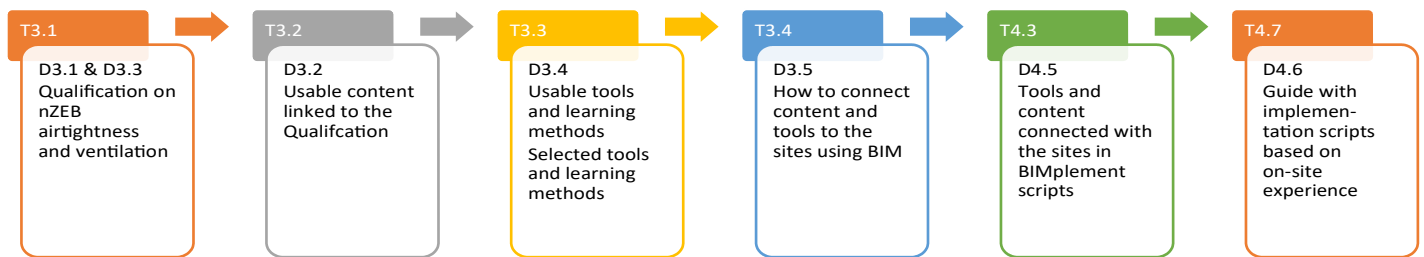 T3.1
D3.1 & D3.3
Qualification on
nZEB
airtightness
and ventilation
T3.2
D3.2
Usable content
linked to the
Qualifcation
T3.3
D3.4
Usable tools
and learning
methods
Selected tools
and learning
methods
T3.4
D3.5
How to connect
content and
tools to the
sites using BIM
T4.3
D4.5
Tools and
content
connected with
the sites in
BIMplement
scripts
T4.7
D4.6
Guide with
implemen-
tation scripts
based on
on-site
experience